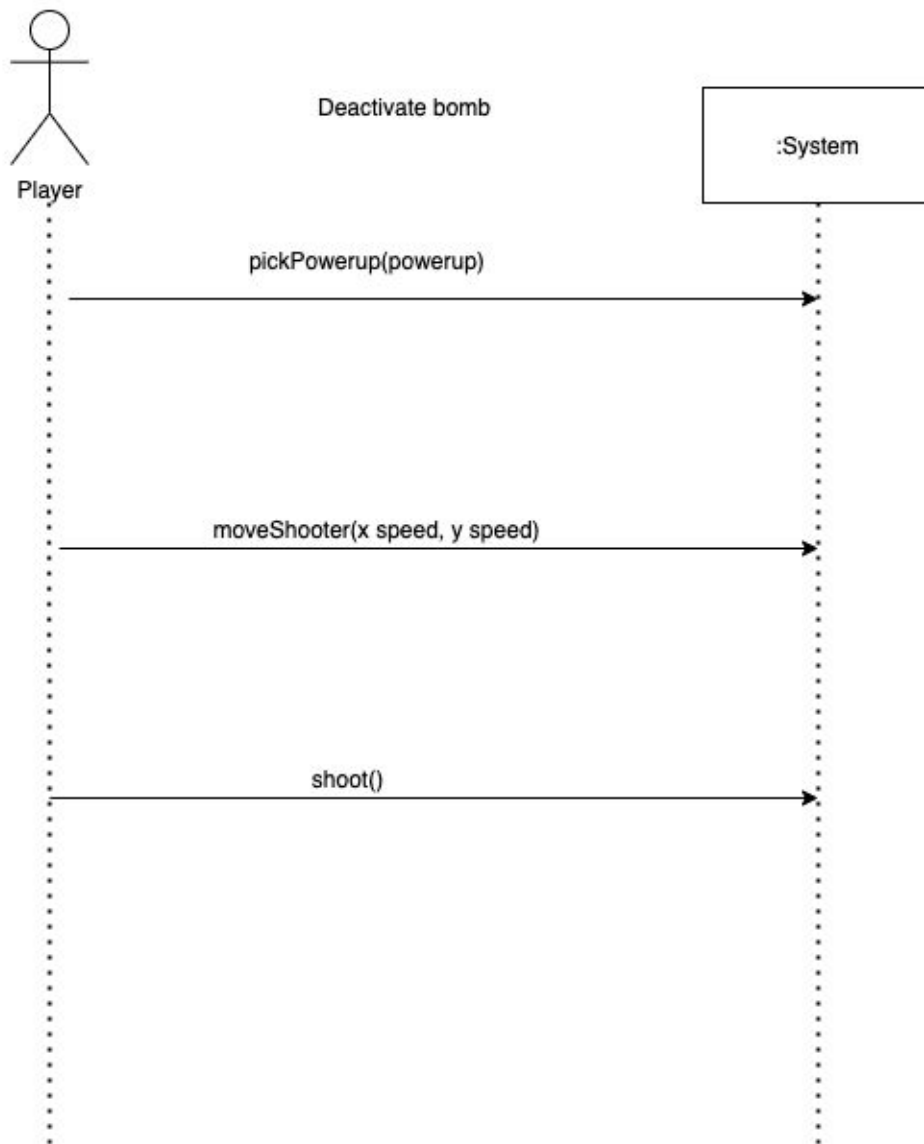 Deactivate bomb
:System
Player
pickPowerup(powerup)
moveShooter(x speed, y speed)
shoot()